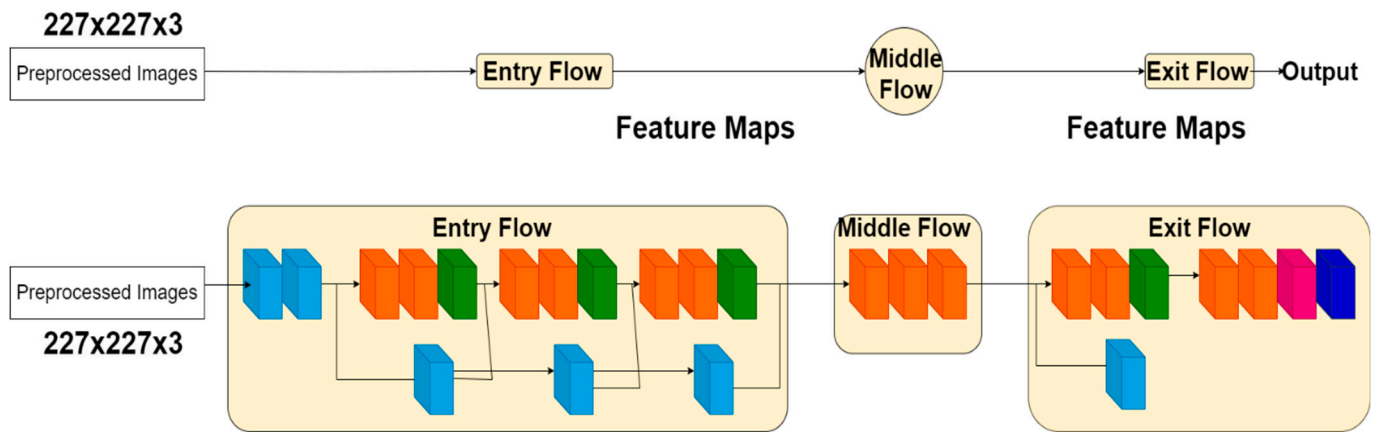 227x227x3
Preprocessed Images
Entry Flow
Middle
Flow
Exit Flow
Output
Feature Maps
Feature Maps
Entry Flow
Middle Flow
Exit Flow
Preprocessed Images
227x227x3